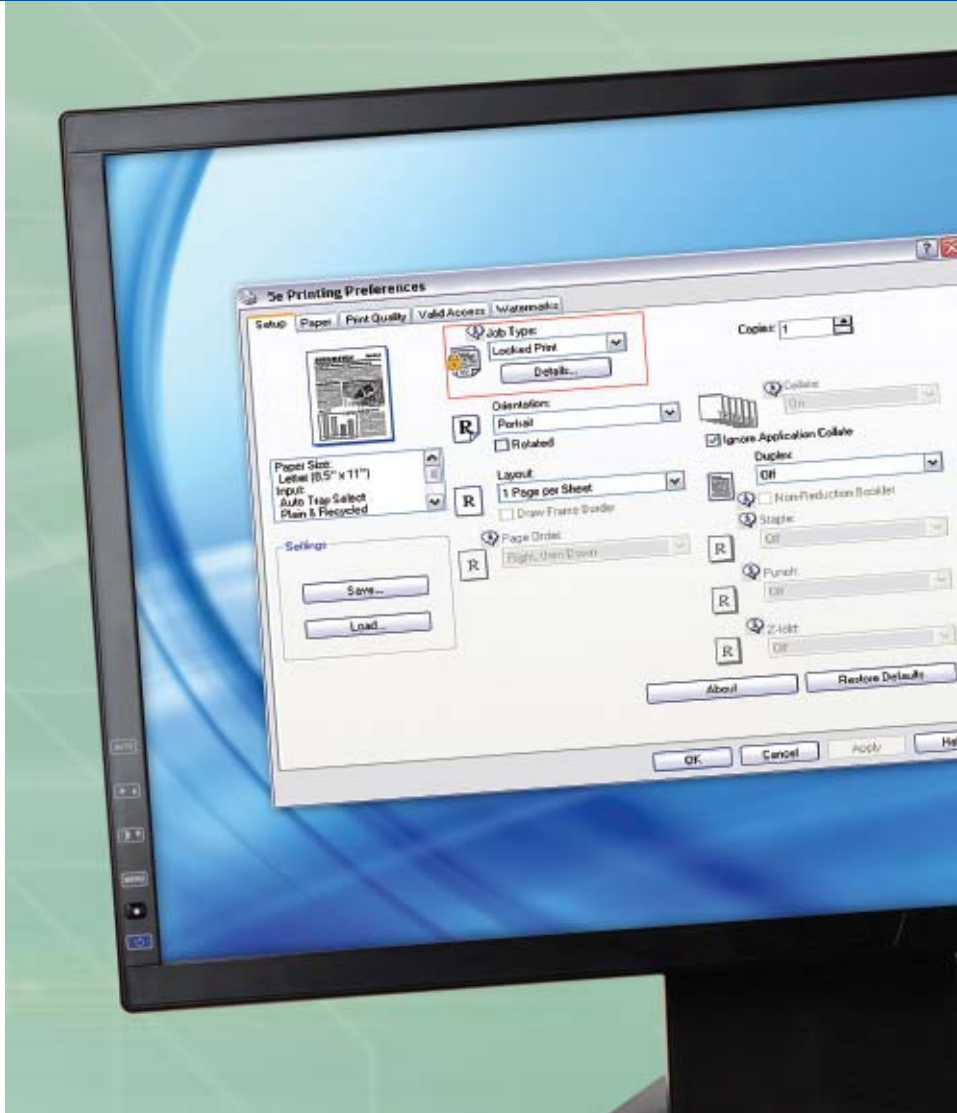 5e Printing Preferences
Setup Paper Print Quality Valid Access Watermarks
Job Type:
Locked Print
Details...
Copies: 1
Orientation:
Portrait
Rotated
Collate:
On
Ignore Application Collate
Paper Size:
Letter (8.5" x 11")
Input:
Auto Tray Select
Plain & Recycled
Layout:
1 Page per Sheet
Draw Frame Border
Duplex:
Off
Non-Reduction Booklet
Page Order:
Right, then Down
Staple:
Off
Punch:
Off
Z-fold:
Off
Settings
Save...
Load...
R
R
R
R
R
R
About
Restore Defaults
OK
Cancel
Apply
Hel
AUTO
MENU